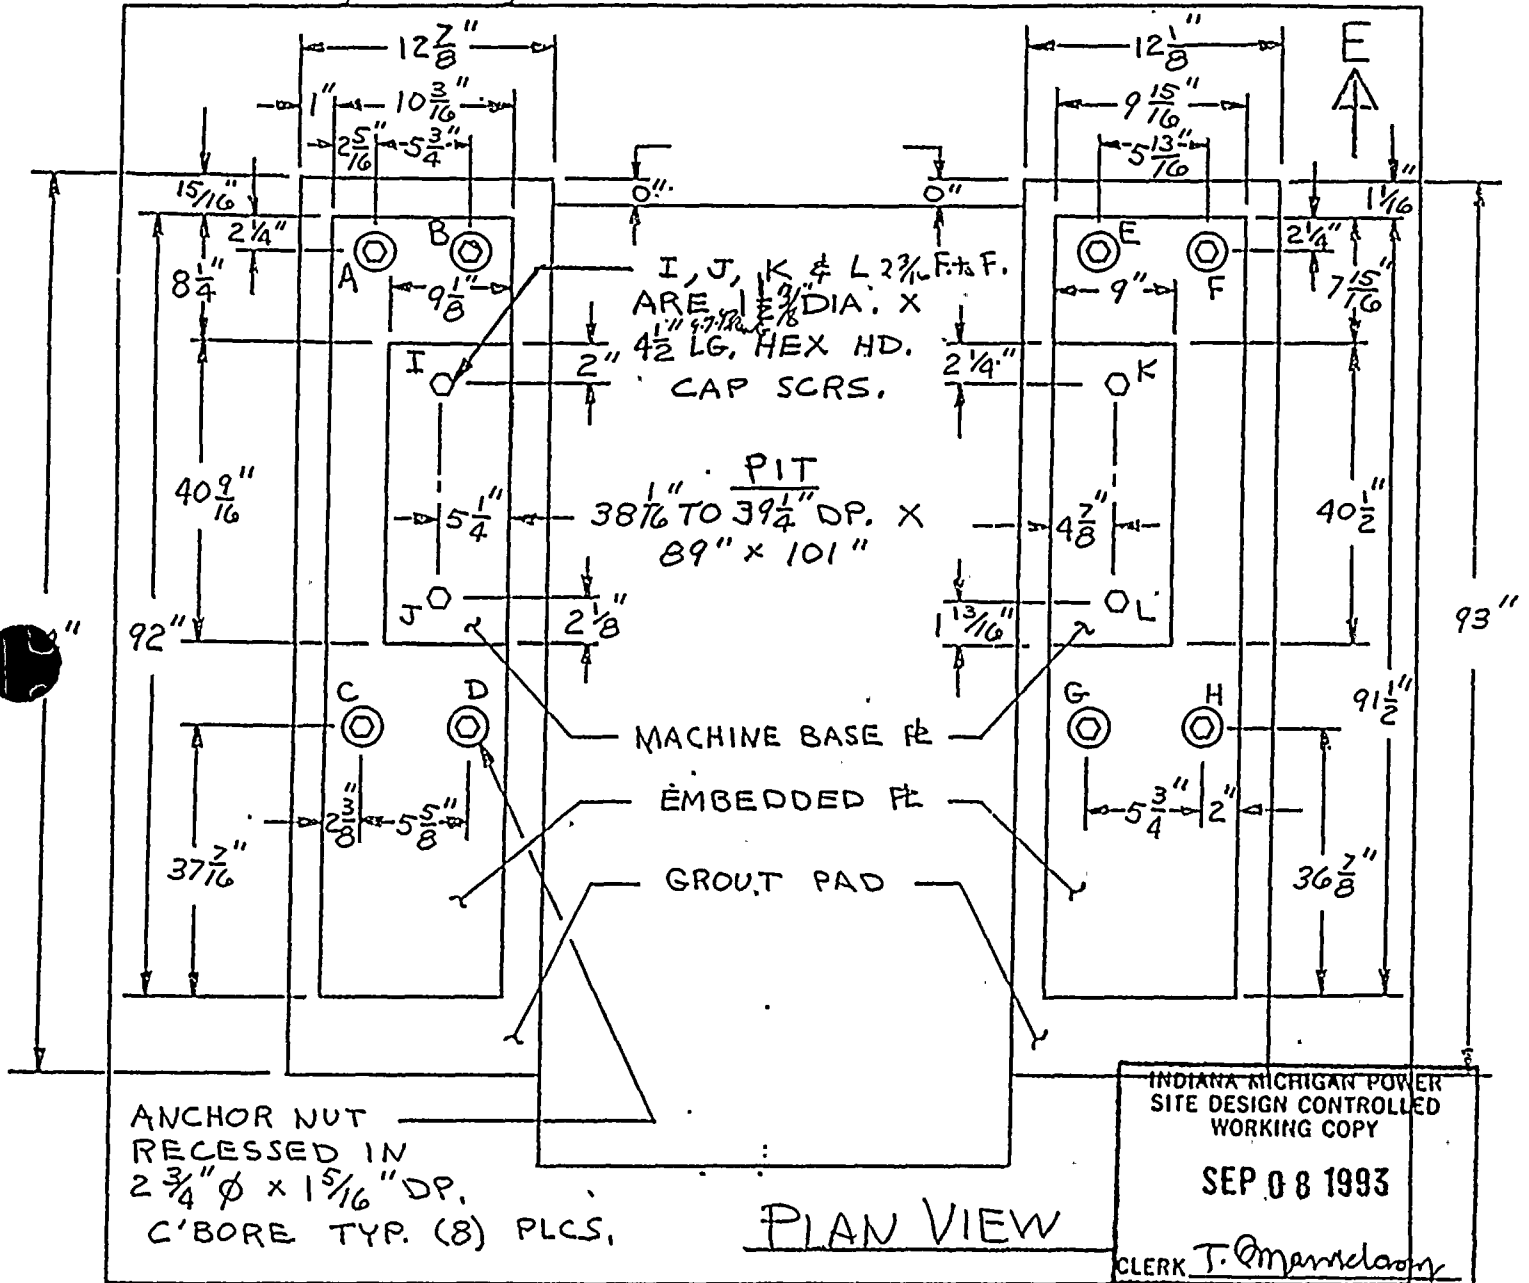 12 7/8"
12 1/8"
E
1" 10 3/16"
9 15/16"
2 5/16" 5 3/4"
5 13/16"
15/16"
0"
0"
1 1/16"
2 1/4"
2 1/4"
A
B
E
F
8 1/4"
9 1/8"
9"
7 15/16"
I, J, K & L 2 3/16 F. to F.
ARE DIA. X
4 1/2" LG. HEX HD.
CAP SCRS.
I
2"
2 1/4"
K
PIT
38 1/16" TO 39 1/4" DP. X
89" X 101"
40 9/16"
5 1/4"
4 7/8"
40 1/2"
J
2 1/8"
1 13/16"
L
92"
93"
C
D
G
H
91 1/2"
MACHINE BASE PL
EMBEDDED PL
2 3/8" 5 5/8"
5 3/4" 2"
37 7/16"
36 7/8"
GROUT PAD
ANCHOR NUT
RECESSED IN
2 3/4" Ø X 1 5/16" DP.
C'BORE TYP. (8) PLCS.
PLAN VIEW
INDIANA MICHIGAN POWER
SITE DESIGN CONTROLLED
WORKING COPY
SEP 08 1993
CLERK T.